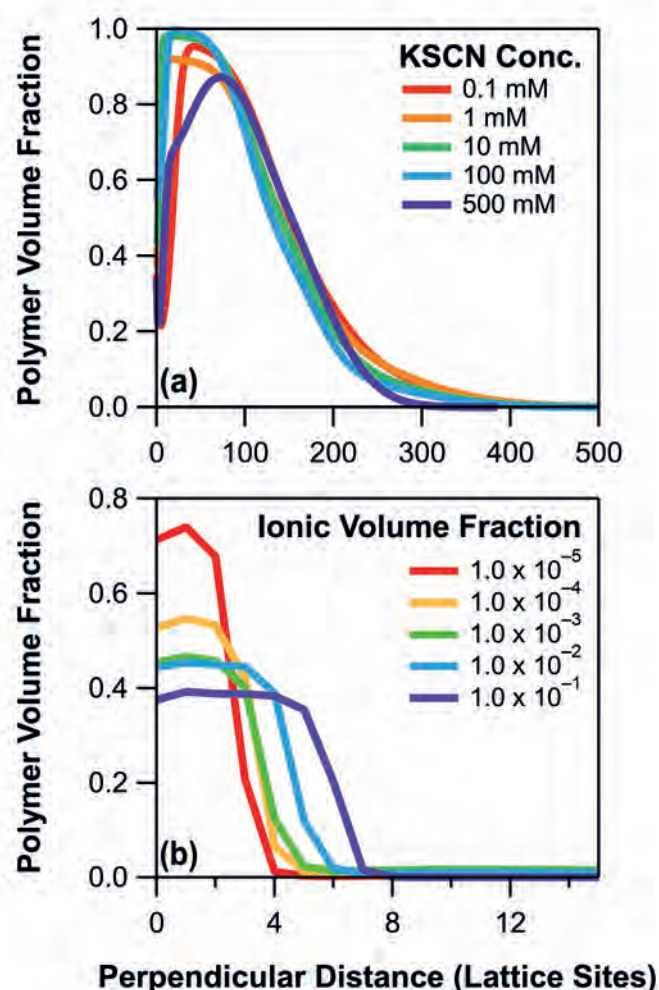 1.0
0.8
0.6
0.4
0.2
0.0
Polymer Volume Fraction
KSCN Conc.
0.1 mM
1 mM
10 mM
100 mM
500 mM
(a)
0 100 200 300 400 500
0.8
0.6
0.4
0.2
0.0
Polymer Volume Fraction
Ionic Volume Fraction
1.0 x 10⁻⁵
1.0 x 10⁻⁴
1.0 x 10⁻³
1.0 x 10⁻²
1.0 x 10⁻¹
(b)
0 4 8 12
Perpendicular Distance (Lattice Sites)